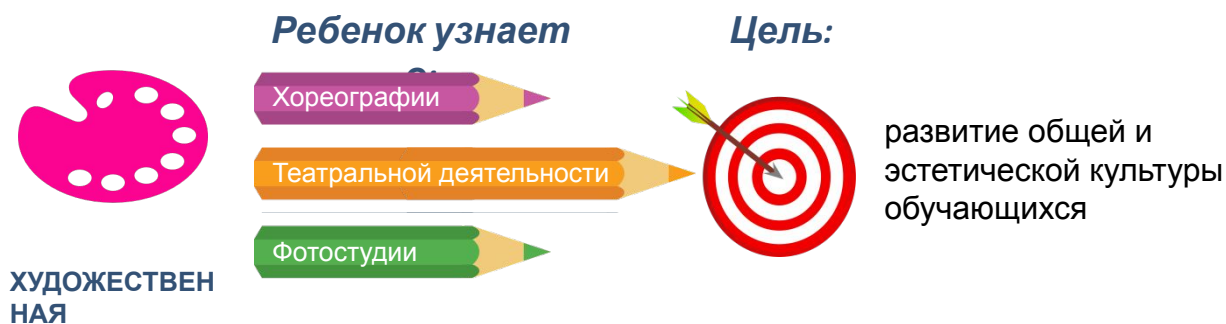 Ребенок узнает
Цель:
Хореографии
Театральной деятельности
Фотостудии
развитие общей и
эстетической культуры
обучающихся
ХУДОЖЕСТВЕН
НАЯ